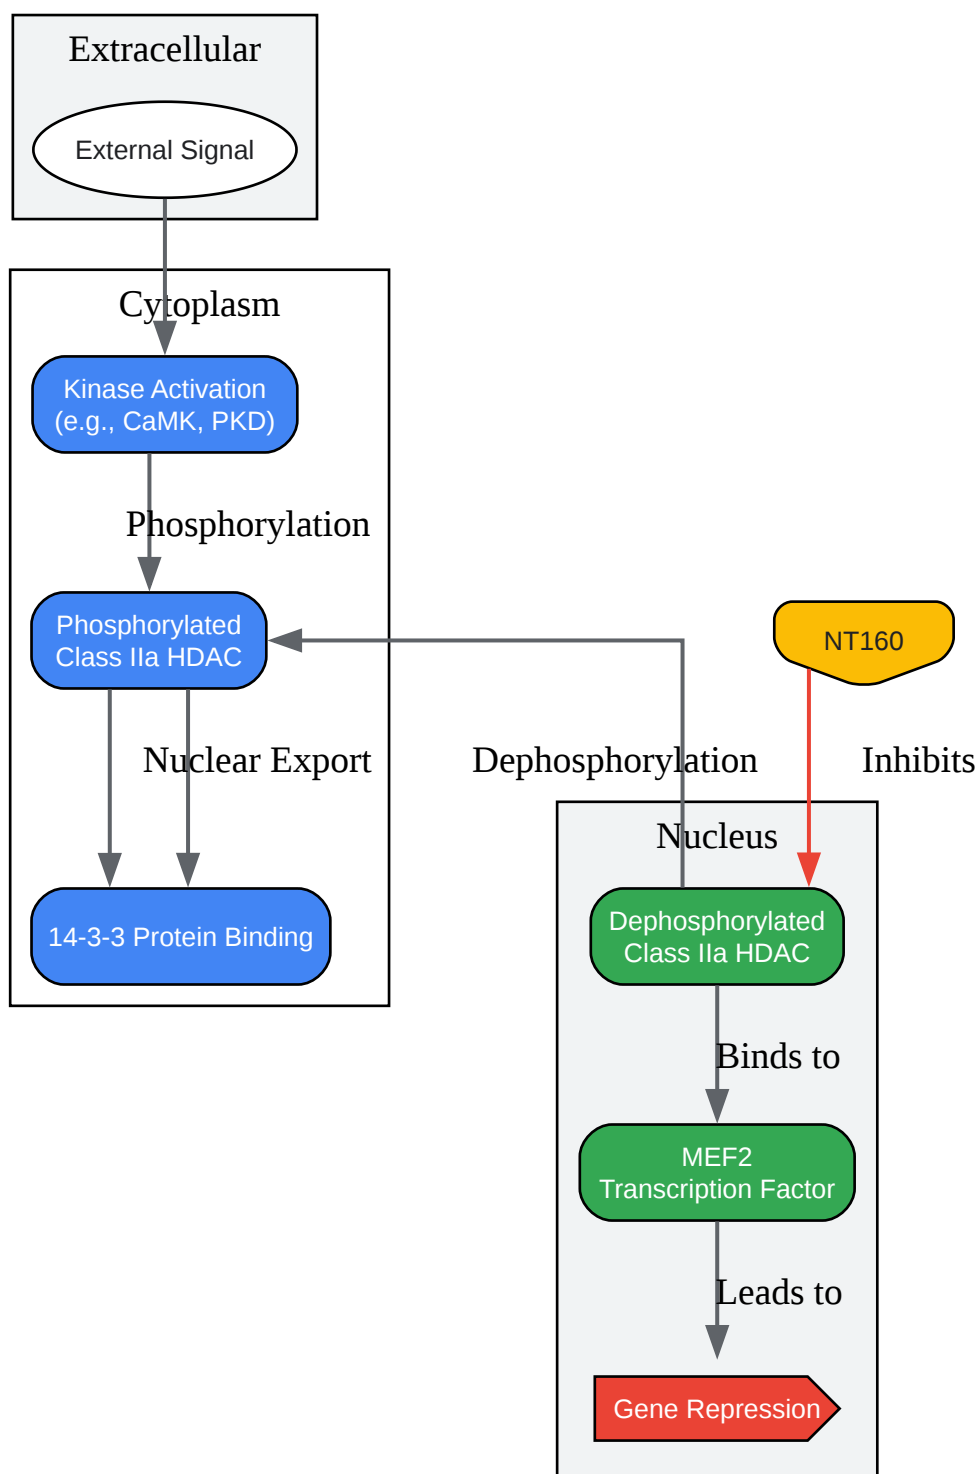 Extracellular
External Signal
Cytoplasm
Kinase Activation
(e.g., CaMK, PKD)
Phosphorylation
Phosphorylated
Class IIa HDAC
NT160
Nuclear Export
Dephosphorylation
Inhibits
Nucleus
14-3-3 Protein Binding
Dephosphorylated
Class IIa HDAC
Binds to
MEF2
Transcription Factor
Leads to
Gene Repression